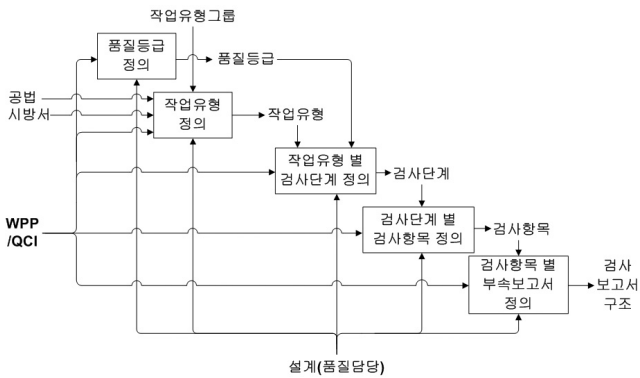 작업유형그룹
품질등급
정의
품질등급
공법
시방서
작업유형
정의
작업유형
작업유형 별
검사단계 정의
검사단계
WPP
/QCI
검사단계 별
검사항목 정의
검사항목
검사항목 별
부속보고서
정의
검사
보고서
구조
설계(품질담당)